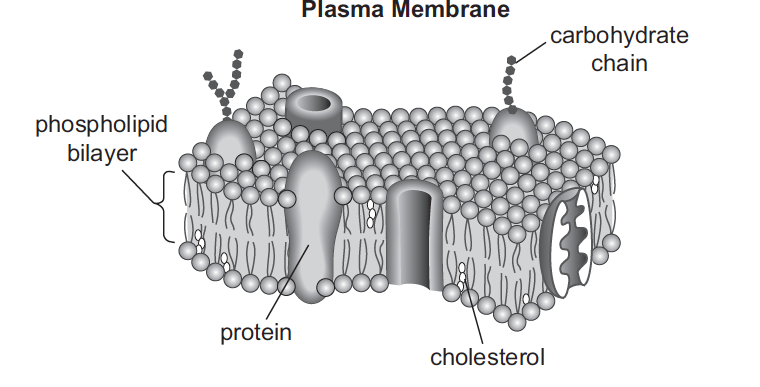 Plasma Membrane
carbohydrate
chain
phospholipid
bilayer
protein
cholesterol